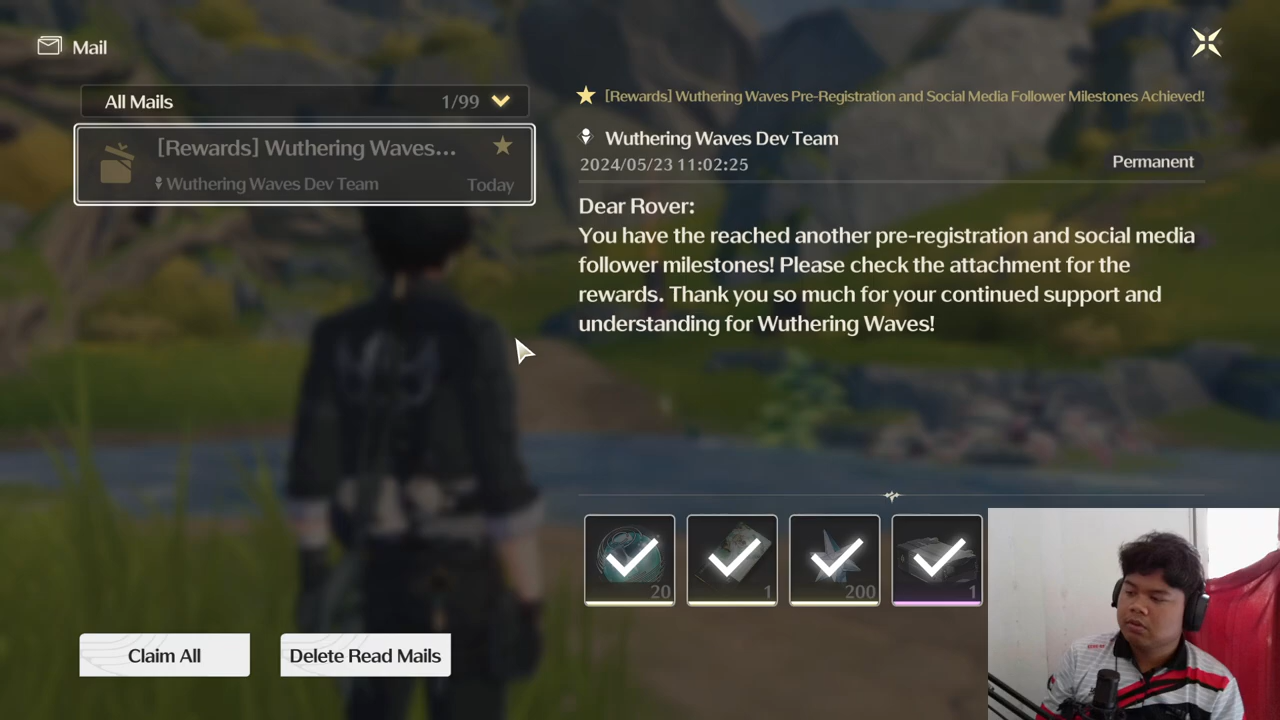 Mail
All Mails
1/99
[Rewards] Wuthering Waves...
Wuthering Waves Dev Team
Today
[Rewards] Wuthering Waves Pre-Registration and Social Media Follower Milestones Achieved!
Wuthering Waves Dev Team
2024/05/23 11:02:25
Permanent
Dear Rover:
You have the reached another pre-registration and social media
follower milestones! Please check the attachment for the
rewards. Thank you so much for your continued support and
understanding for Wuthering Waves!
20
1
200
1
Claim All
Delete Read Mails